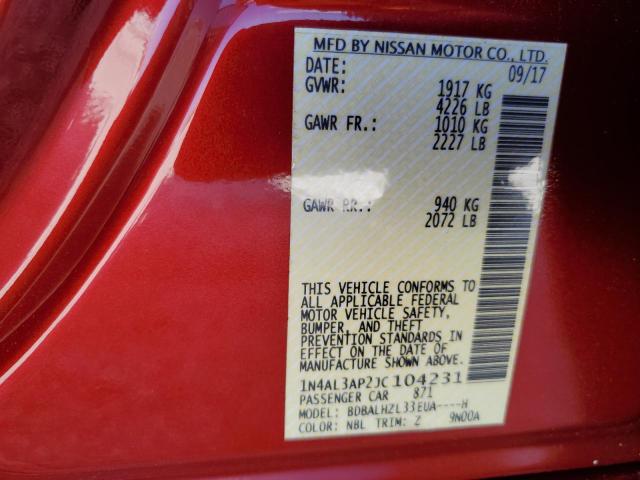 MFD BY NISSAN MOTOR CO., LTD.
DATE: 09/17
GVWR: 1917 KG
4226 LB
GAWR FR.: 1010 KG
2227 LB
GAWR RR.: 940 KG
2072 LB
THIS VEHICLE CONFORMS TO
ALL APPLICABLE FEDERAL
MOTOR VEHICLE SAFETY,
BUMPER, AND THEFT
PREVENTION STANDARDS IN
EFFECT ON THE DATE OF
MANUFACTURE SHOWN ABOVE.
1N4AL3AP2JC104231
PASSENGER CAR 871
MODEL: BDBALHZL33EUA----H
COLOR: NBL TRIM: Z 9N00A